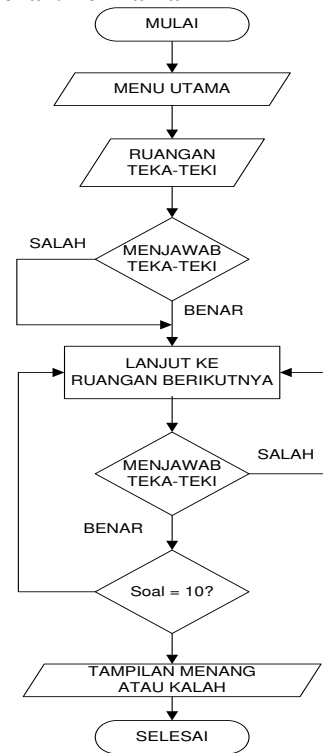 MULAI
MENU UTAMA
RUANGAN
TEKA-TEKI
SALAH
MENJAWAB
TEKA-TEKI
BENAR
LANJUT KE
RUANGAN BERIKUTNYA
MENJAWAB
TEKA-TEKI
SALAH
BENAR
Soal = 10?
TAMPILAN MENANG
ATAU KALAH
SELESAI